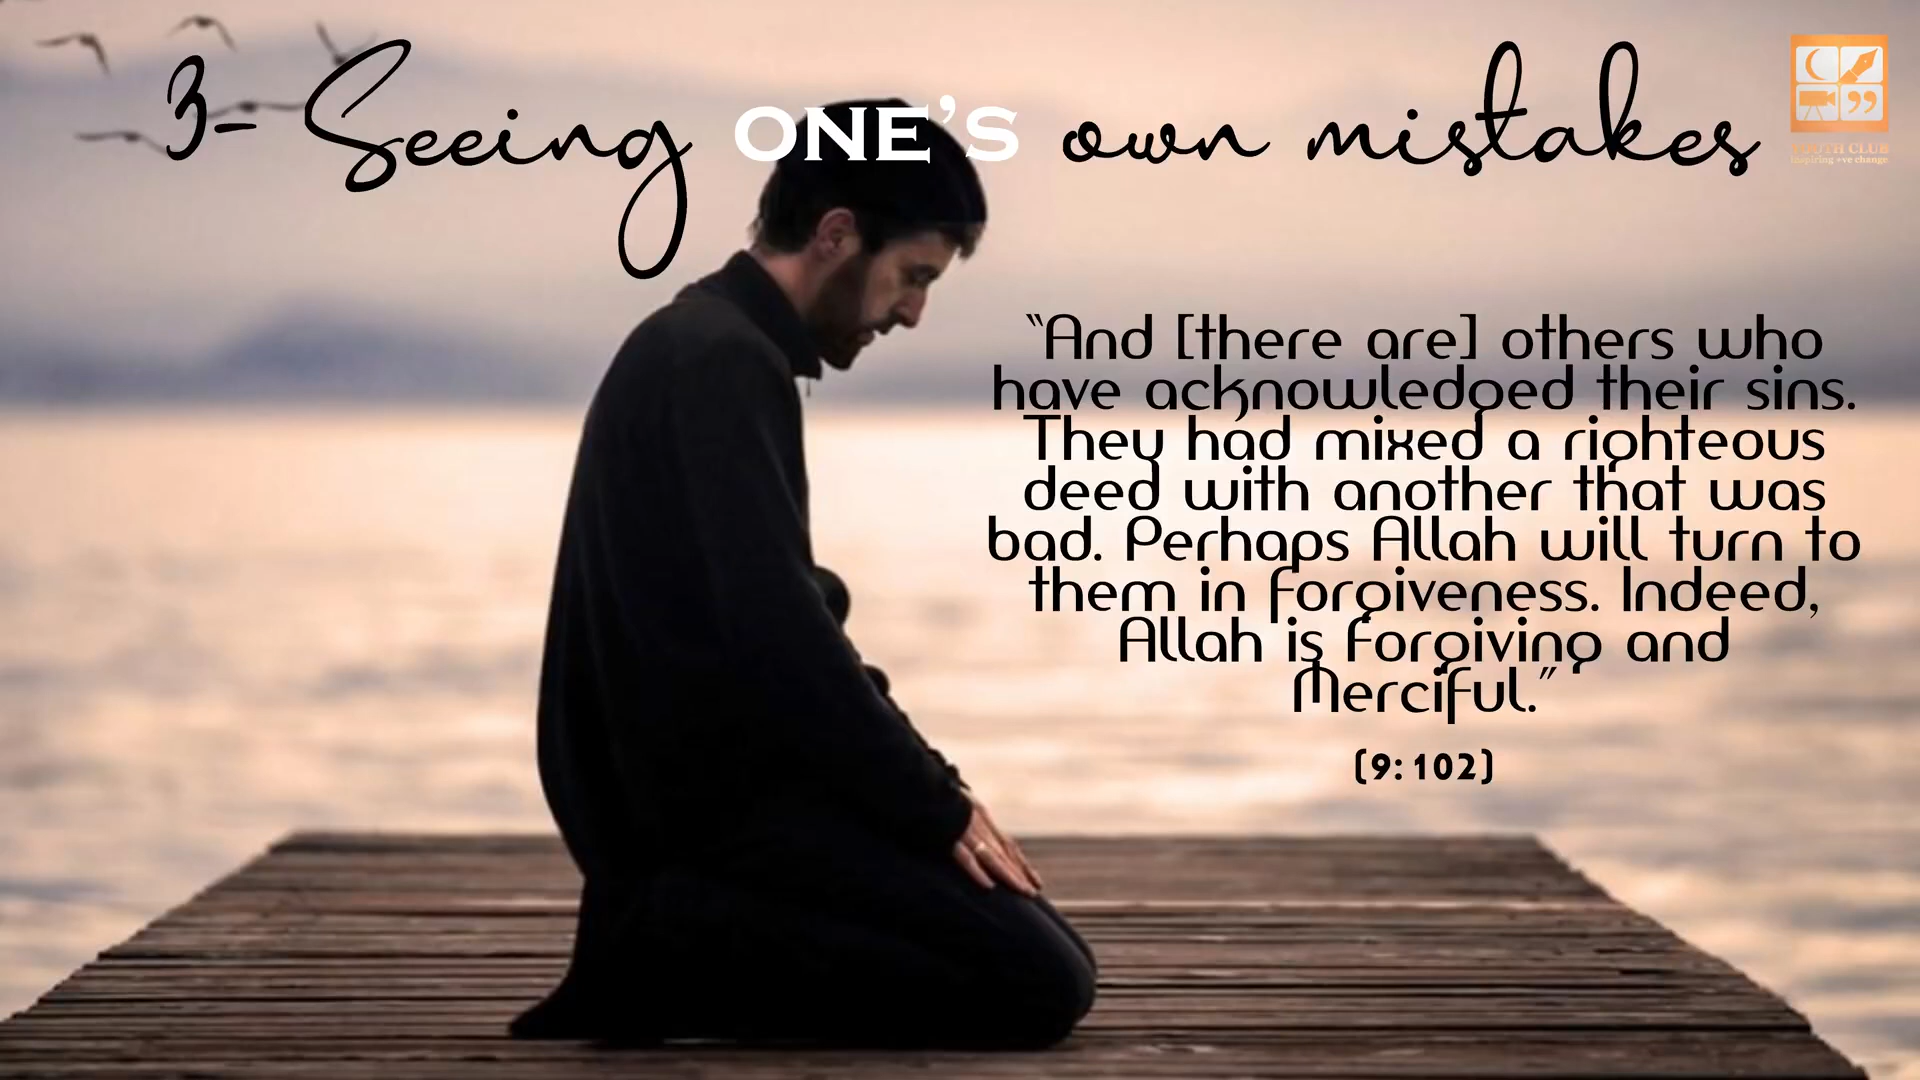 3- Seeing ONE'S own mistakes
YOUTH CLUB
inspiring +ve change
"And [there are] others who
have acknowledged their sins.
They had mixed a righteous
deed with another that was
bad. Perhaps Allah will turn to
them in forgiveness. Indeed,
Allah is Forgiving and
Merciful."
(9:102)